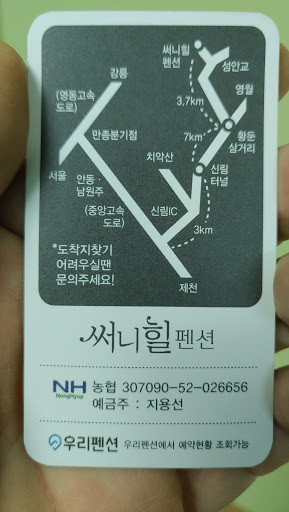 써니힐
펜션
강릉
성안교
(영동고속
도로)
영월
3.7km
만종분기점
7km
황둔
삼거리
치악산
서울
안동·
남원주
신림
터널
(중앙고속
도로)
신림IC
3km
*도착지찾기
어려우실땐
문의주세요!
제천
써니힐펜션
NH 농협 307090-52-026656
NongHyup
예금주 : 지용선
우리펜션 우리펜션에서 예약현황 조회가능